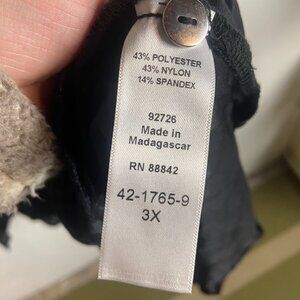 43% POLYESTER
43% NYLON
14% SPANDEX
92726
Made in
Madagascar
RN 88842
42-1765-9
3X